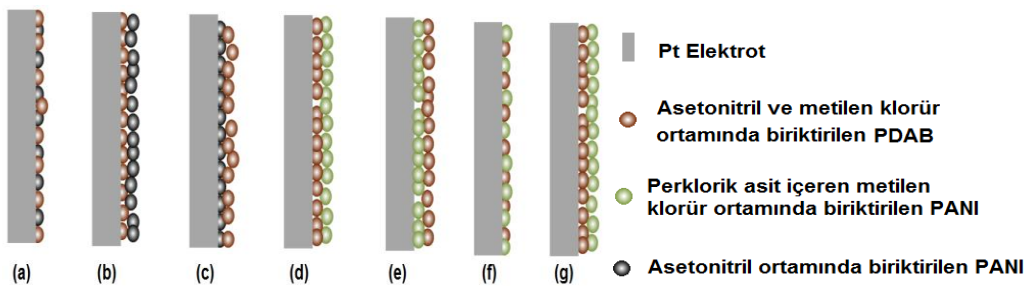 Pt Elektrot
Asetonitril ve metilen klorür
ortamında biriktirilen PDAB
Perklorik asit içeren metilen
klorür ortamında biriktirilen PANI
Asetonitril ortamında biriktirilen PANI
(a) (b) (c) (d) (e) (f) (g)